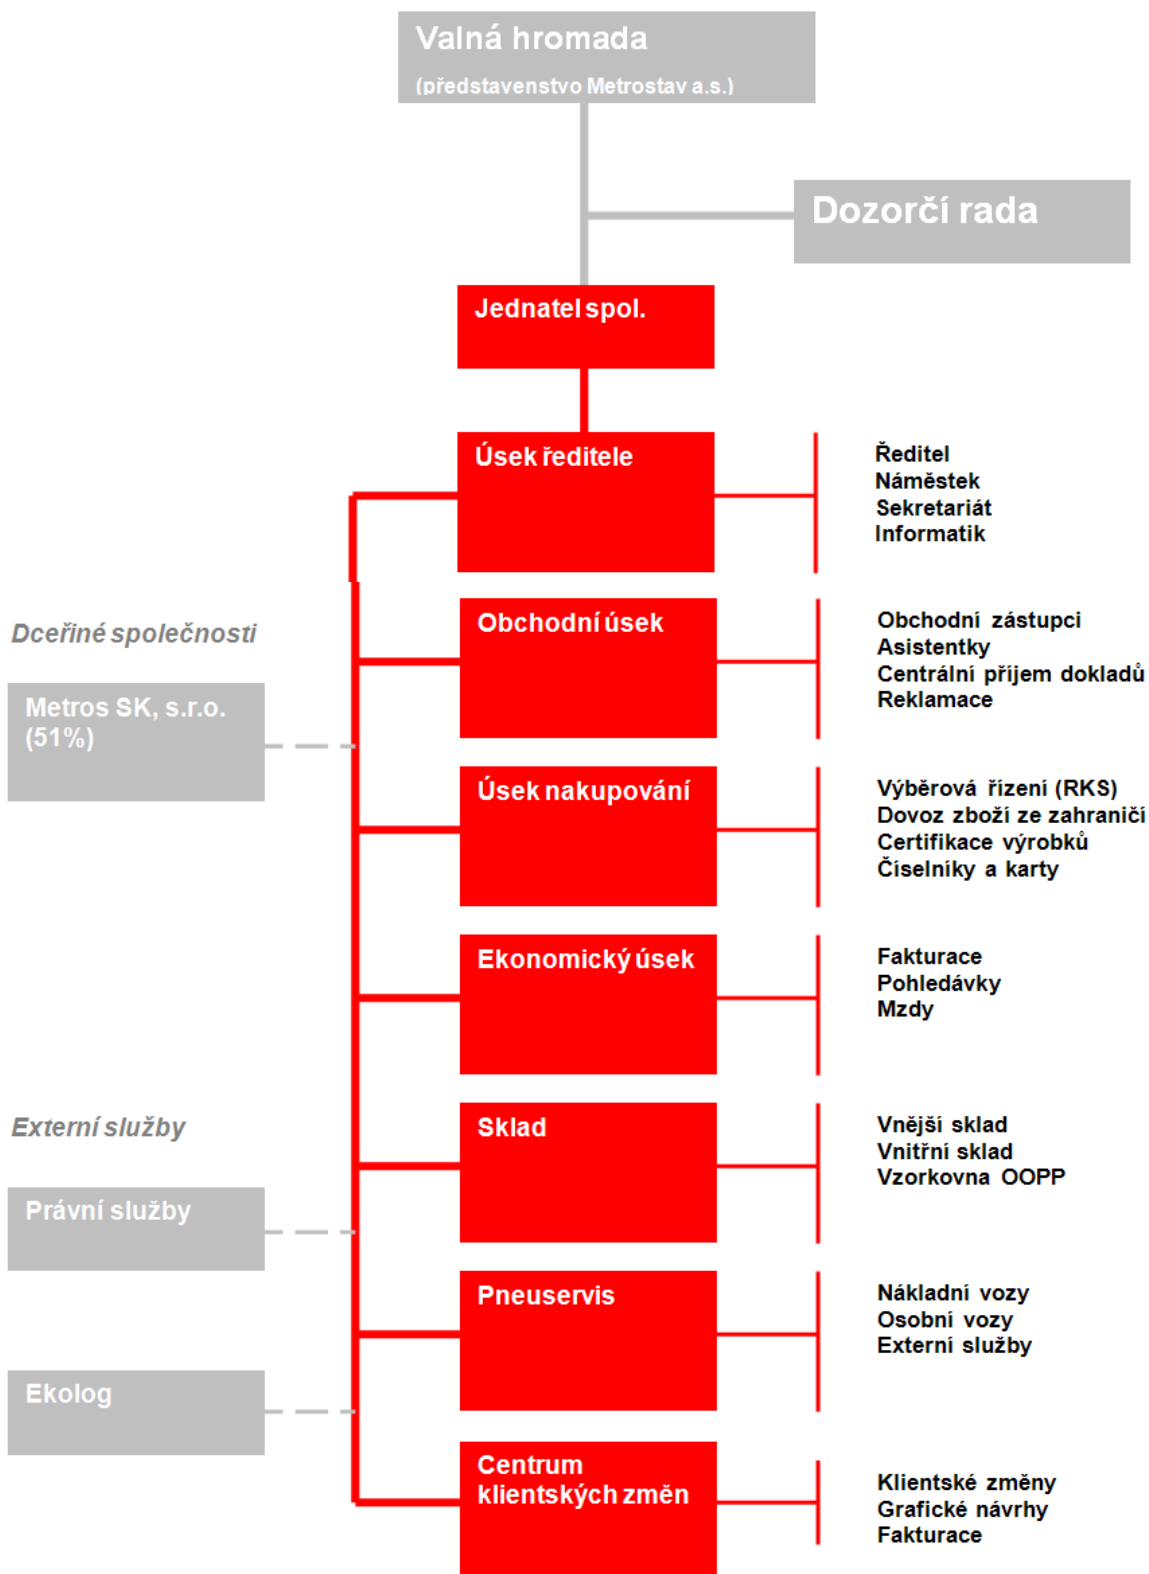 Valná hromada
(představenstvo Metrostav a.s.)
Dozorčí rada
Jednatel spol.
Úsek ředitele
Ředitel
Náměstek
Sekretariát
Informatik
Dceřiné společnosti
Metros SK, s.r.o.
(51%)
Obchodní úsek
Obchodní zástupci
Asistentky
Centrální příjem dokladů
Reklamace
Úsek nakupování
Výběrová řízení (RKS)
Dovoz zboží ze zahraničí
Certifikace výrobků
Číselníky a karty
Ekonomický úsek
Fakturace
Pohledávky
Mzdy
Externí služby
Právní služby
Ekolog
Sklad
Vnější sklad
Vnitřní sklad
Vzorkovna OOPP
Pneuservis
Nákladní vozy
Osobní vozy
Externí služby
Centrum
klientských změn
Klientské změny
Grafické návrhy
Fakturace